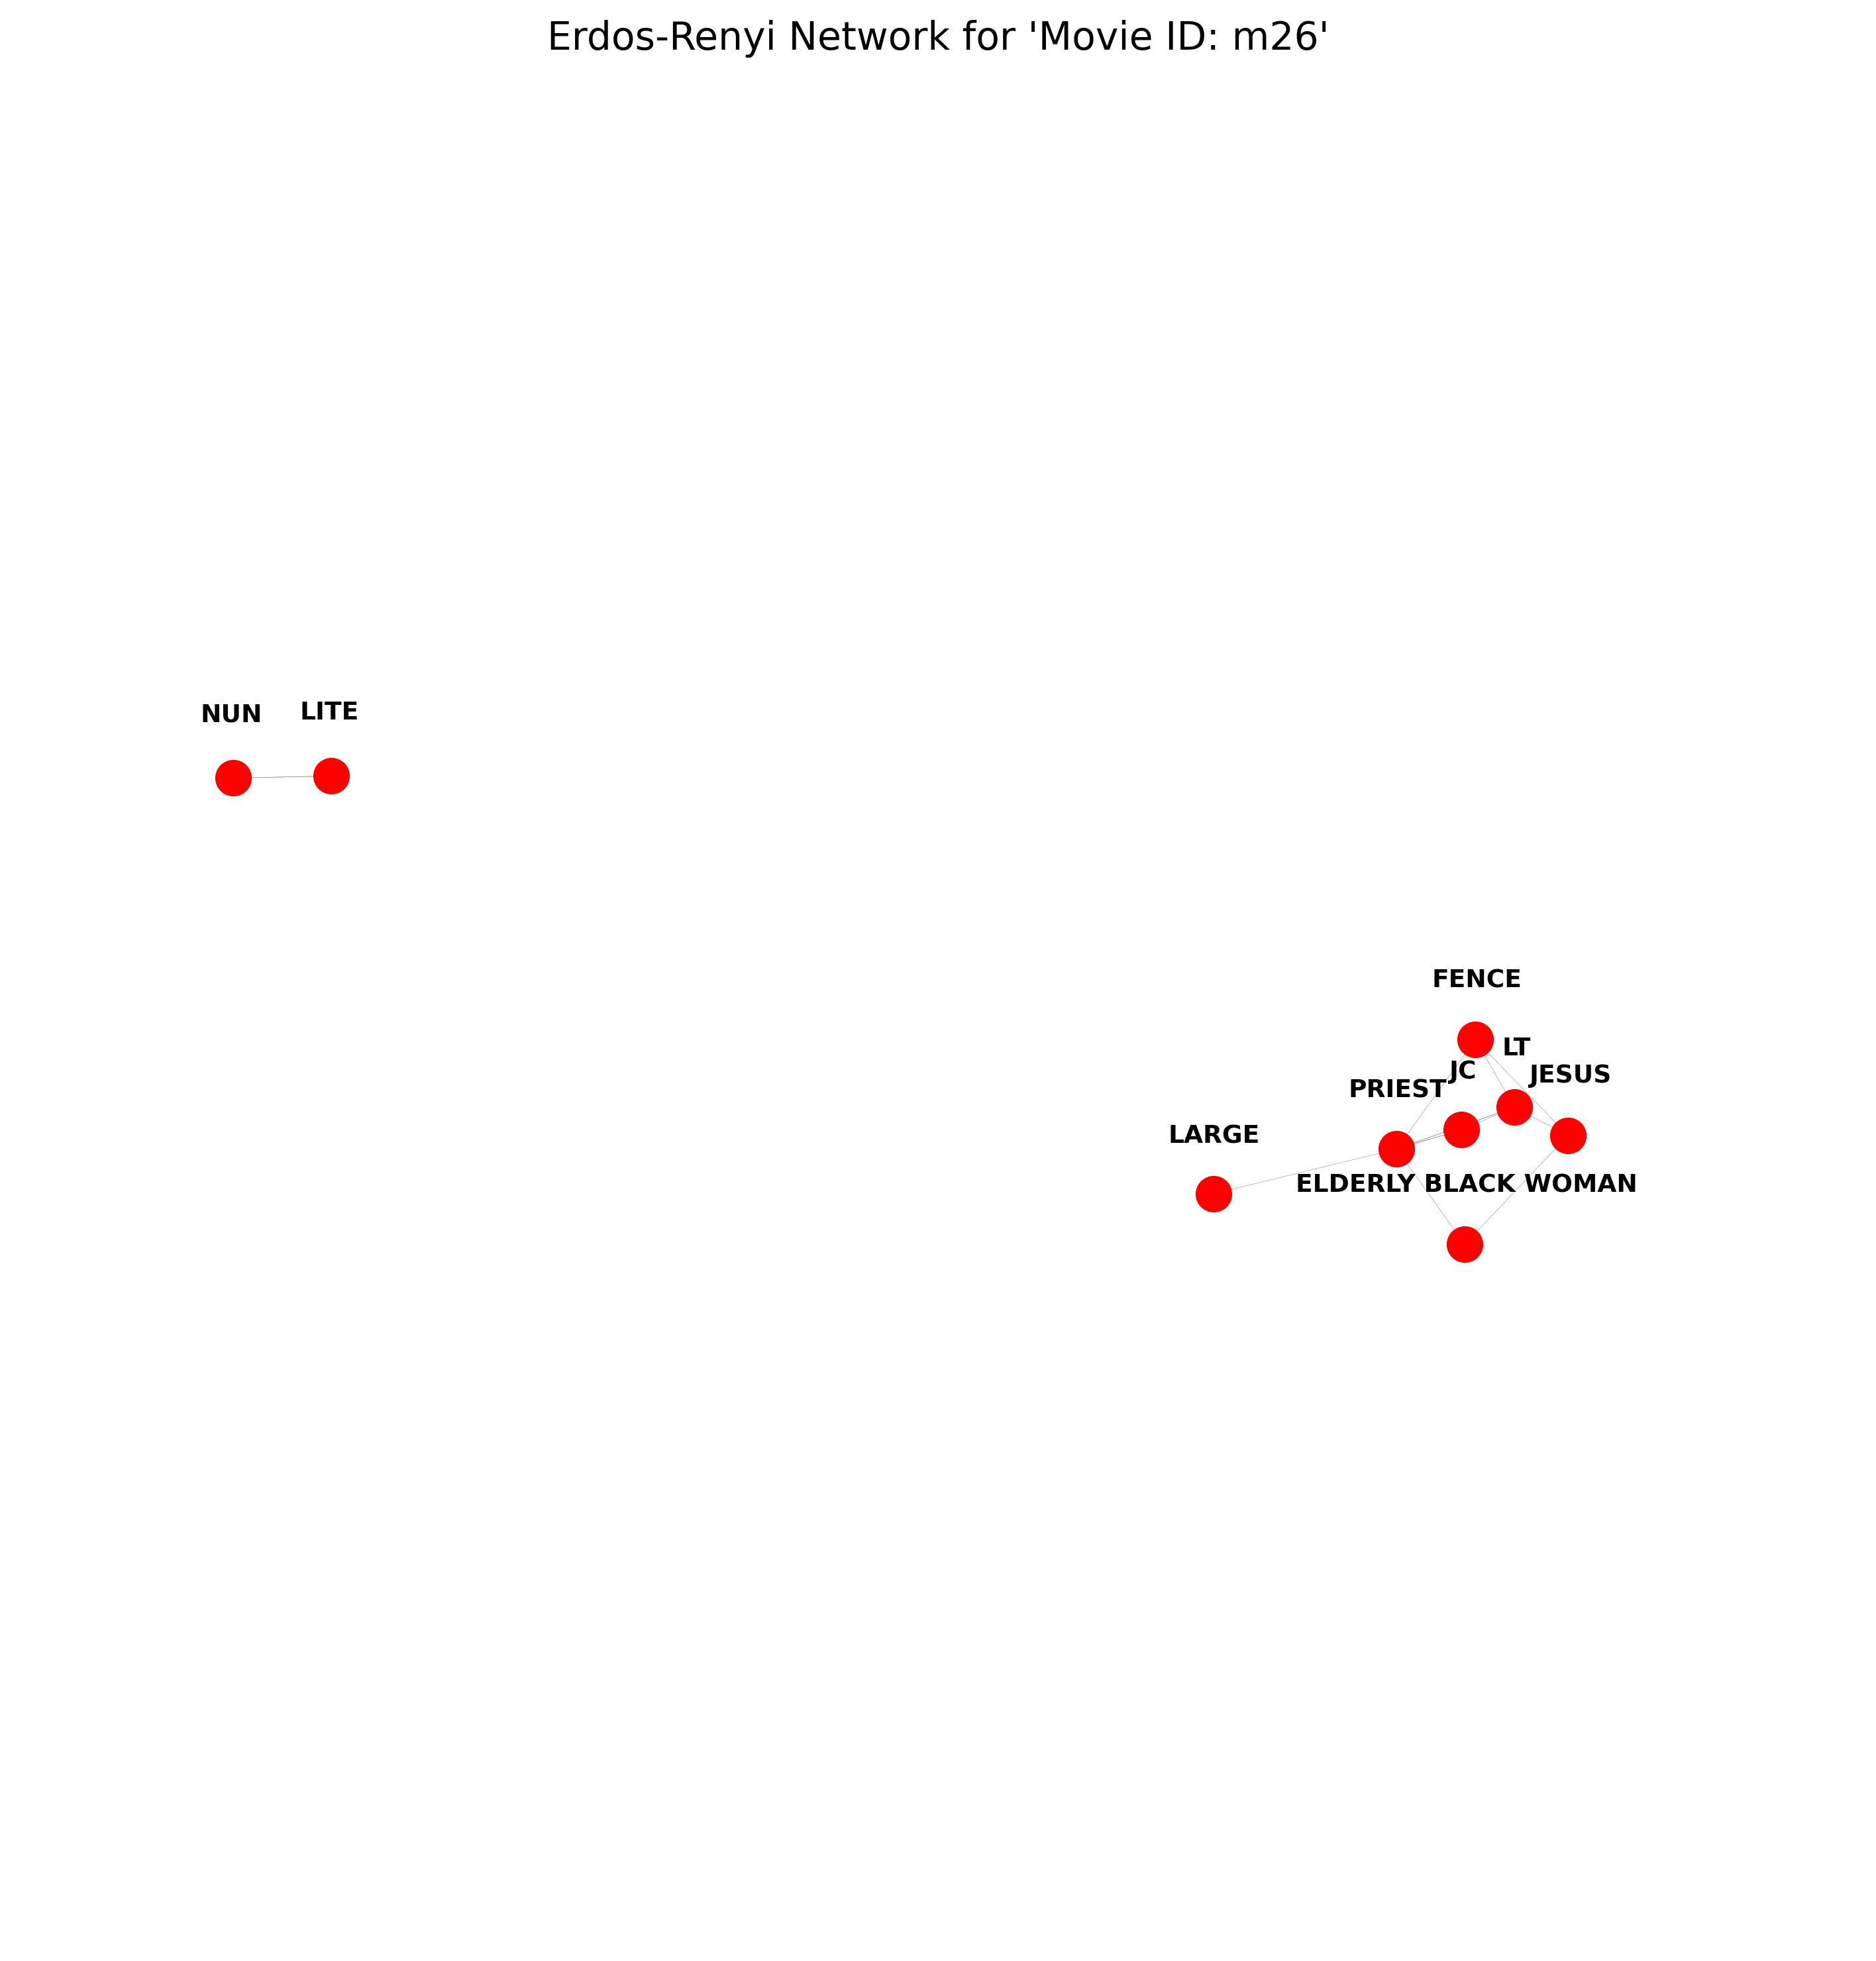 Erdos-Renyi Network for 'Movie ID: m26'
NUN
LITE
FENCE
LT
JC
JESUS
PRIEST
LARGE
ELDERLY BLACK WOMAN